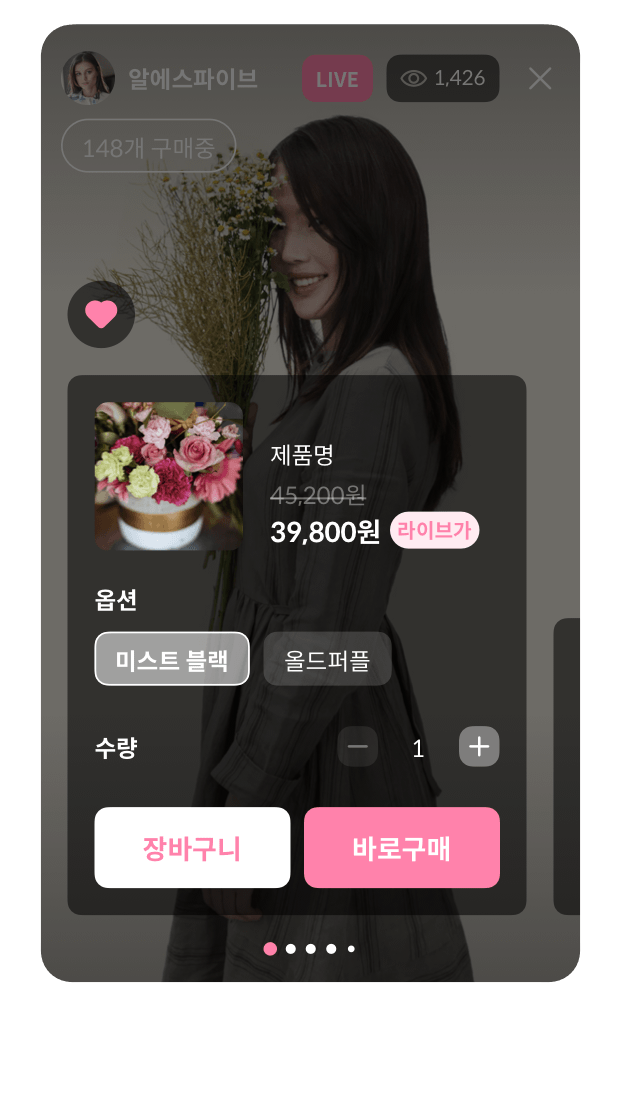 알에스파이브 LIVE 1,426
148개 구매중
제품명
45,200원
39,800원 라이브가
옵션
미스트 블랙 올드퍼플
수량 1
장바구니 바로구매